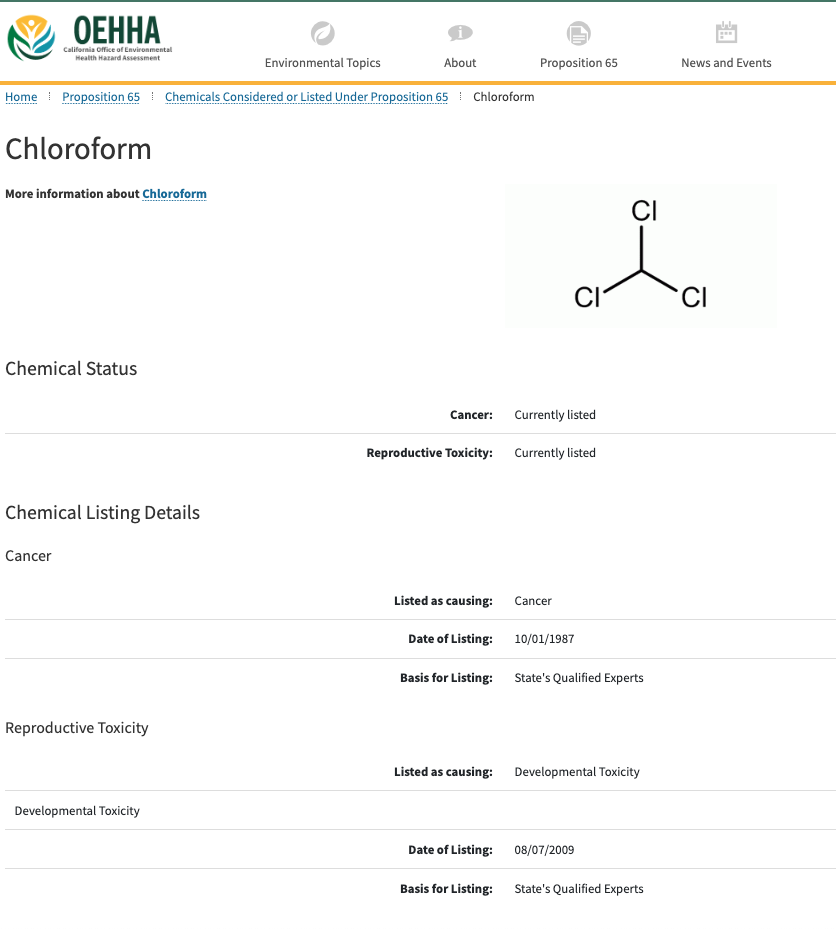 OEHHA
California Office of Environmental
Health Hazard Assessment
Environmental Topics
About
Proposition 65
News and Events
Home Proposition 65 Chemicals Considered or Listed Under Proposition 65 Chloroform
Chloroform
More information about Chloroform
Cl
Cl Cl
Chemical Status
Cancer: Currently listed
Reproductive Toxicity: Currently listed
Chemical Listing Details
Cancer
Listed as causing: Cancer
Date of Listing: 10/01/1987
Basis for Listing: State's Qualified Experts
Reproductive Toxicity
Listed as causing: Developmental Toxicity
Developmental Toxicity
Date of Listing: 08/07/2009
Basis for Listing: State's Qualified Experts